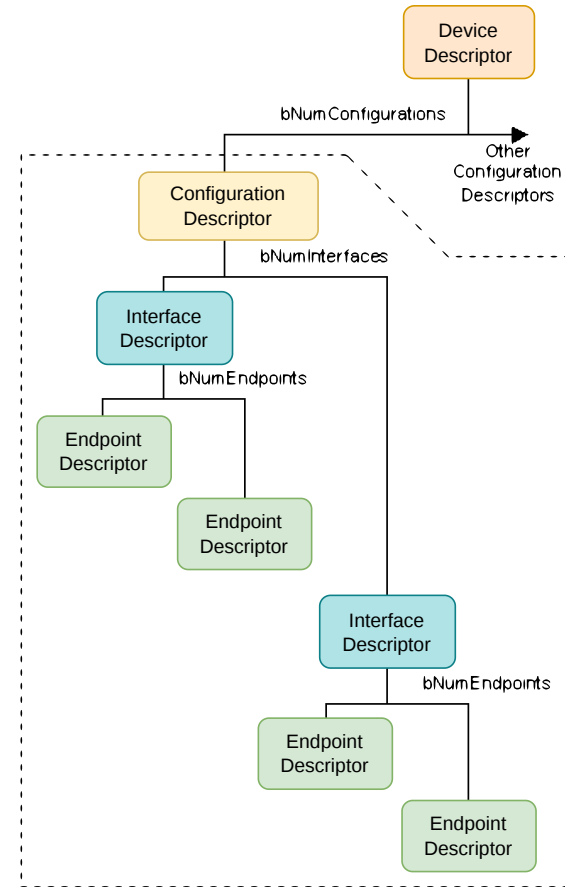 Device
Descriptor
bNumConfigurations
Other
Configuration
Descriptors
Configuration
Descriptor
bNumInterfaces
Interface
Descriptor
bNumEndpoints
Endpoint
Descriptor
Endpoint
Descriptor
Interface
Descriptor
bNumEndpoints
Endpoint
Descriptor
Endpoint
Descriptor